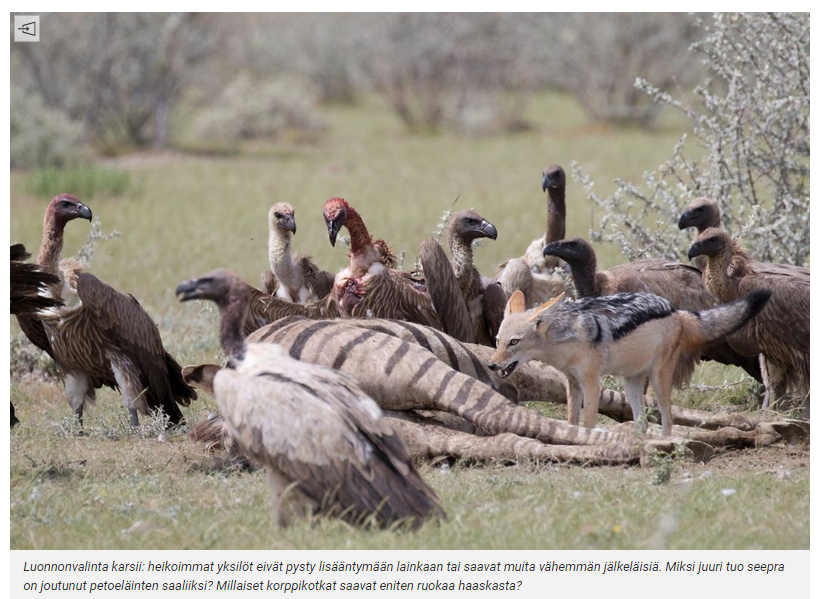 Luonnonvalinta karsii: heikoimmat yksilöt eivät pysty lisääntymään lainkaan tai saavat muita vähemmän jälkeläisiä. Miksi juuri tuo seepra
on joutunut petoeläinten saaliiksi? Millaiset korppikotkat saavat eniten ruokaa haaskasta?